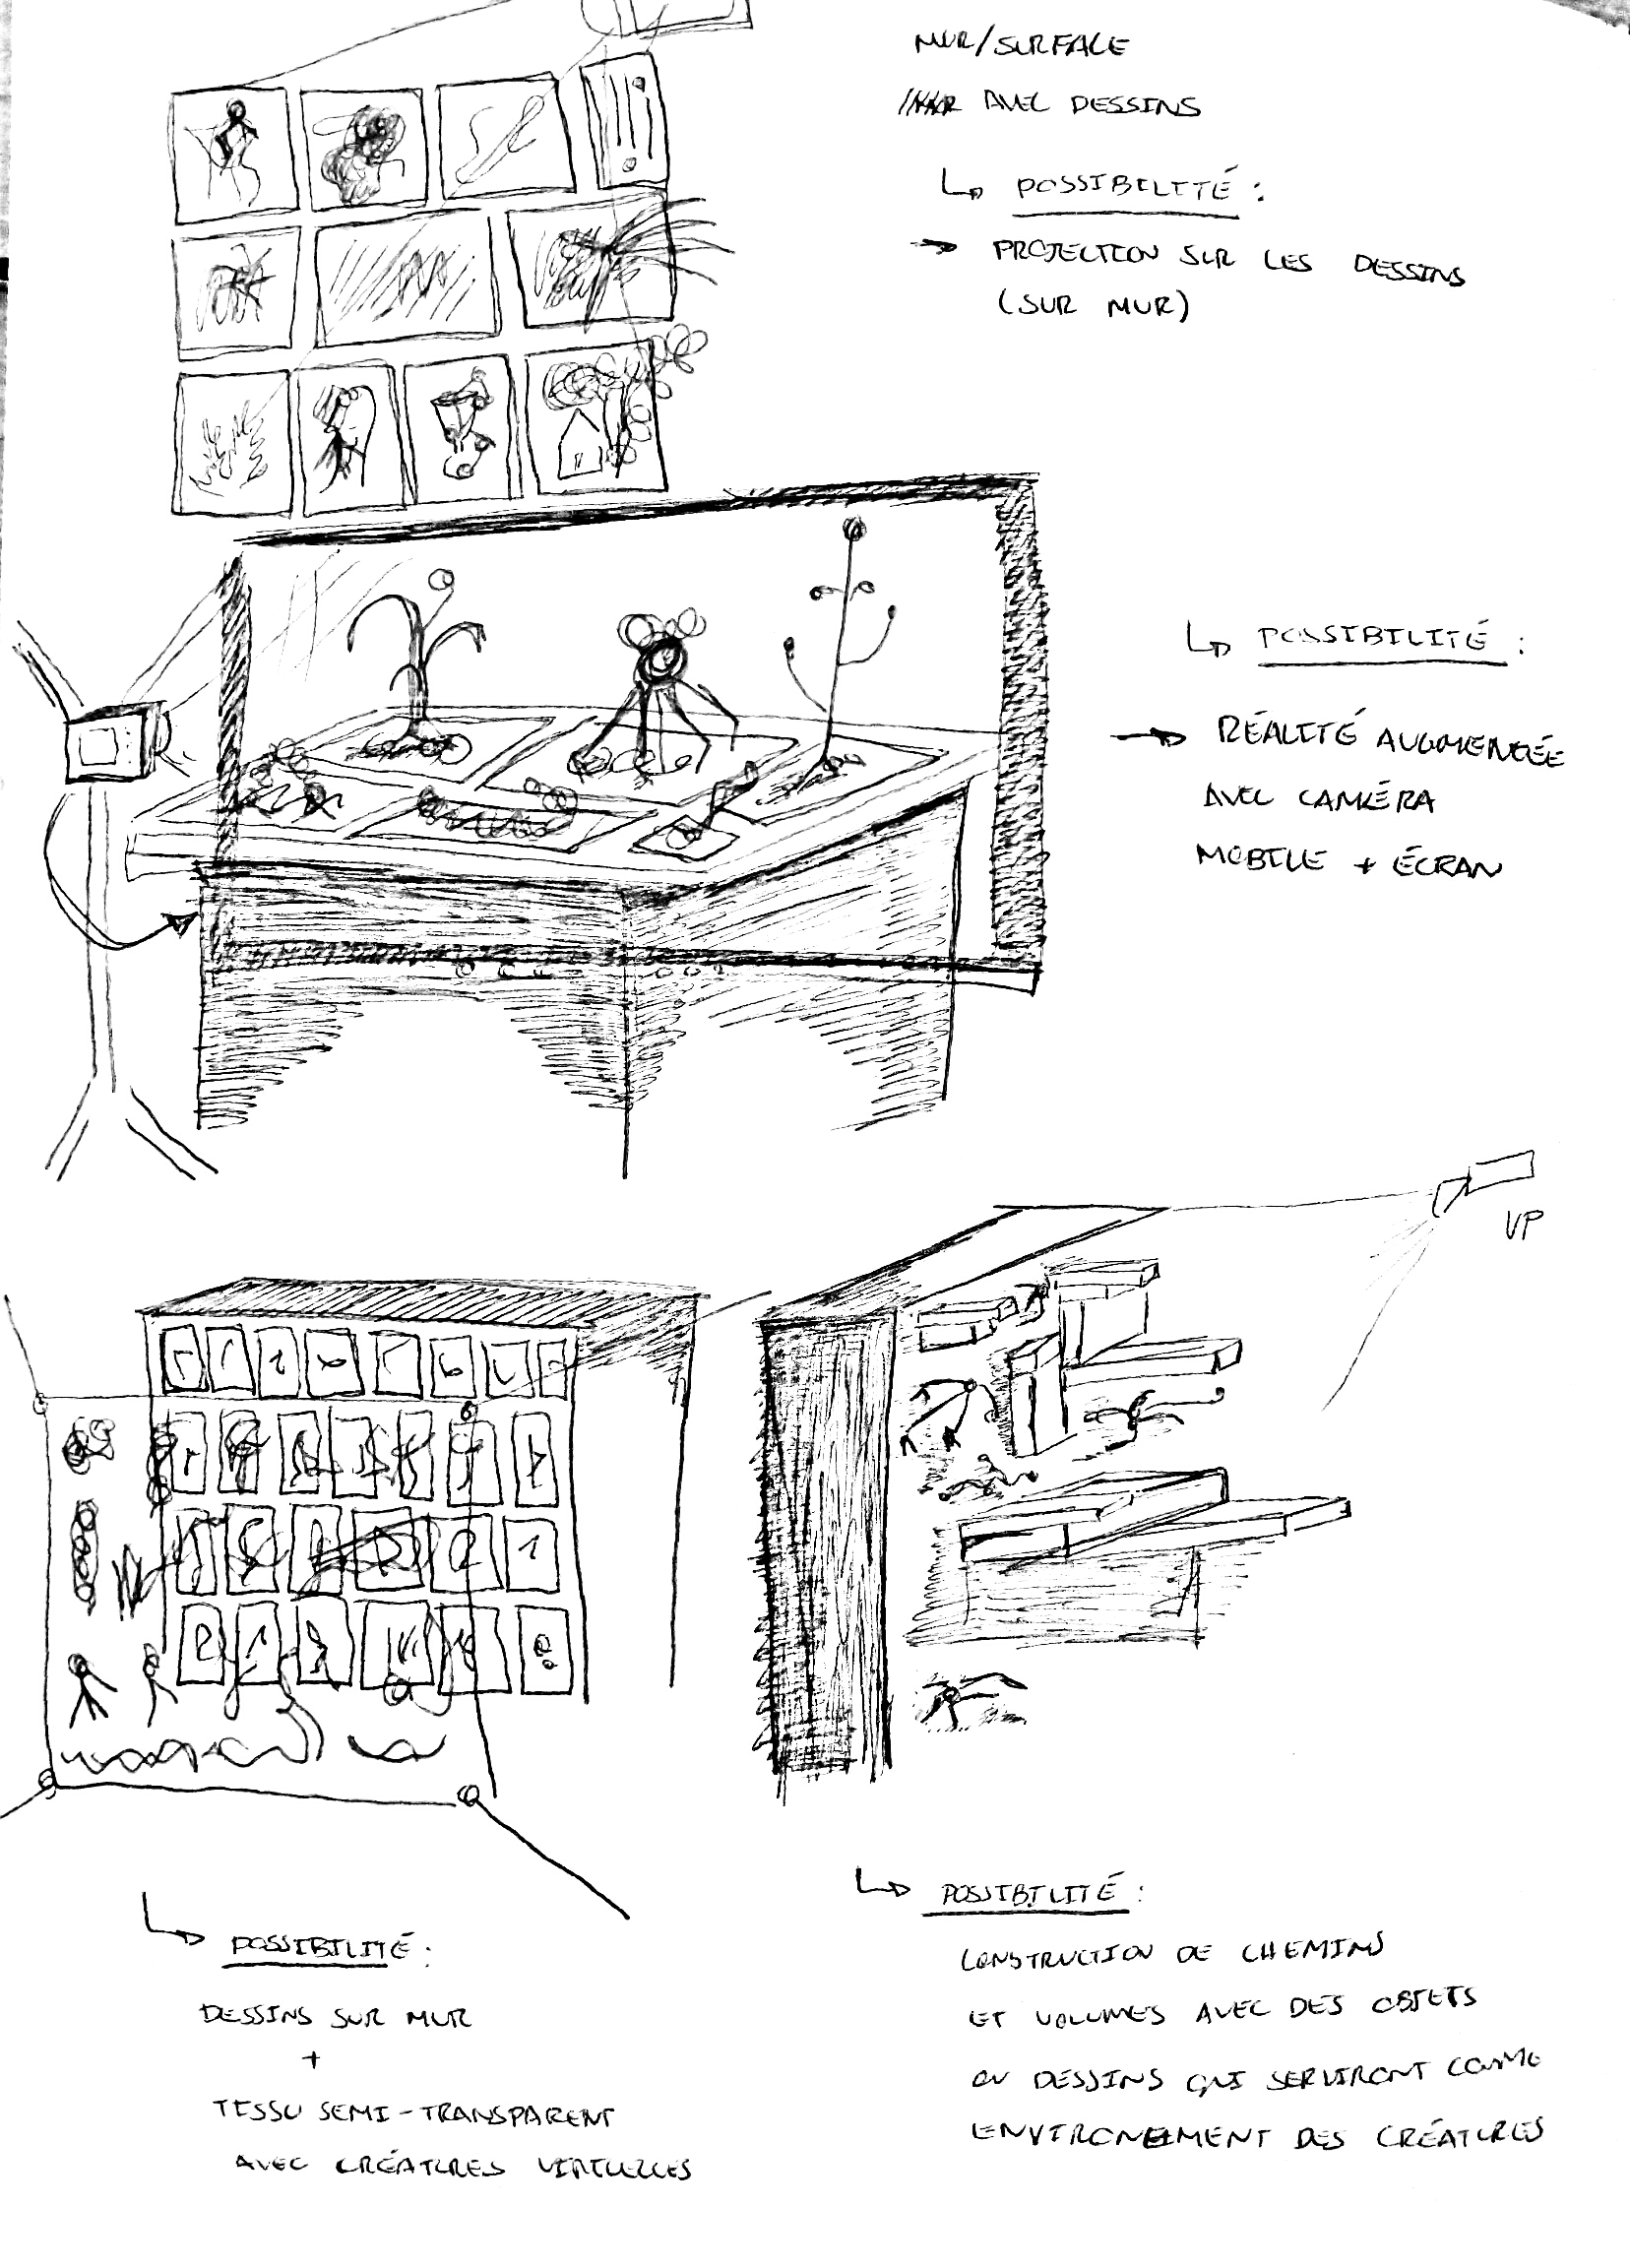 MUR/SURFACE
AVEC DESSINS
↳ POSSIBILITÉ :
→ PROJECTION SUR LES DESSINS
(SUR MUR)
↳ POSSIBILITÉ :
→ RÉALITÉ AUGMENTÉE
AVEC CAMÉRA
MOBILE + ÉCRAN
VP
↳ POSSIBILITÉ :
DESSINS SUR MUR
+
TISSU SEMI-TRANSPARENT
AVEC CRÉATURES VIRTUELLES
↳ POSSIBILITÉ :
CONSTRUCTION DE CHEMINS
ET VOLUMES AVEC DES OBJETS
OU DESSINS QUI SERVIRONT COMME
ENVIRONEMENT DES CRÉATURES